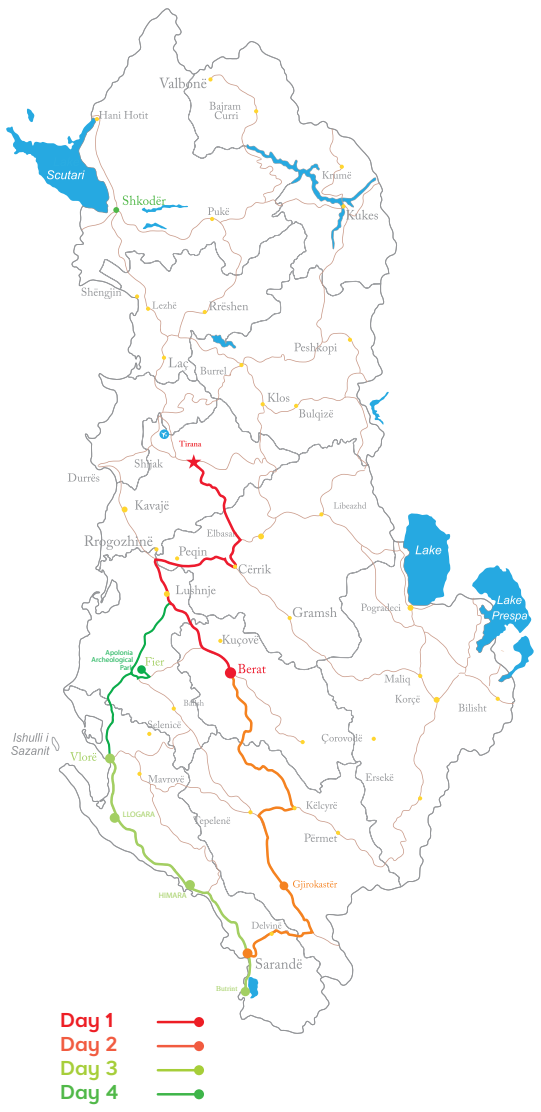 Valbonë
Bajram
Curri
Hani Hotit
Scutari
Krumë
Shkodër
Pukë
Kukes
Shëngjin
Lezhë
Rrëshen
Peshkopi
Laç
Burrel
Klos
Bulqizë
Tirana
Shijak
Durrës
Kavajë
Libeazhd
Elbasan
Rrogozhinë
Peqin
Lake
Cërrik
Lushnje
Lake
Prespa
Gramsh
Pogradeci
Kuçovë
Apolonia
Archeological
Park
Fier
Berat
Maliq
Korçë
Bilisht
Ballsh
Selenicë
Ishulli i
Sazanit
Çorovodë
Vlorë
Mavrovë
Ersekë
LLOGARA
Këlcyrë
Tepelenë
Përmet
Gjirokastër
HIMARA
Delvinë
Sarandë
Butrint
Day 1
Day 2
Day 3
Day 4